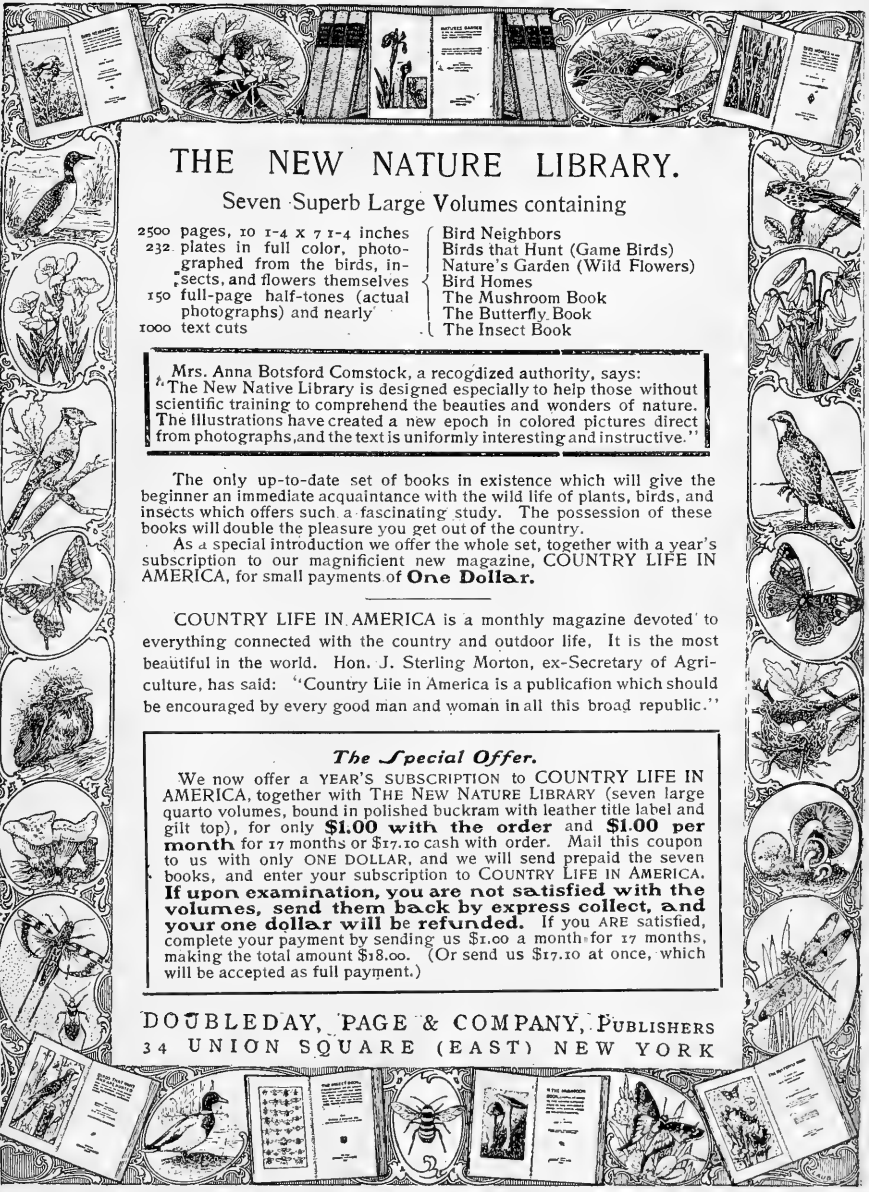 THE NEW NATURE LIBRARY.
Seven Superb Large Volumes containing
2500 pages, 10 1-4 x 7 1-4 inches
232 plates in full color, photo-
graphed from the birds, in-
sects, and flowers themselves
150 full-page half-tones (actual
photographs) and nearly
1000 text cuts
Bird Neighbors
Birds that Hunt (Game Birds)
Nature's Garden (Wild Flowers)
Bird Homes
The Mushroom Book
The Butterfly Book
The Insect Book
Mrs. Anna Botsford Comstock, a recogdized authority, says:
"The New Native Library is designed especially to help those without
scientific training to comprehend the beauties and wonders of nature.
The Illustrations have created a new epoch in colored pictures direct
from photographs,and the text is uniformly interesting and instructive."
The only up-to-date set of books in existence which will give the
beginner an immediate acquaintance with the wild life of plants, birds, and
insects which offers such a fascinating study. The possession of these
books will double the pleasure you get out of the country.
As a special introduction we offer the whole set, together with a year's
subscription to our magnificient new magazine, COUNTRY LIFE IN
AMERICA, for small payments of One Dollar.
COUNTRY LIFE IN AMERICA is a monthly magazine devoted to
everything connected with the country and outdoor life, It is the most
beautiful in the world. Hon. J. Sterling Morton, ex-Secretary of Agri-
culture, has said: "Country Liie in America is a publicafion which should
be encouraged by every good man and woman in all this broad republic."
The Special Offer.
We now offer a YEAR'S SUBSCRIPTION to COUNTRY LIFE IN
AMERICA, together with THE NEW NATURE LIBRARY (seven large
quarto volumes, bound in polished buckram with leather title label and
gilt top), for only $1.00 with the order and $1.00 per
month for 17 months or $17.10 cash with order. Mail this coupon
to us with only ONE DOLLAR, and we will send prepaid the seven
books, and enter your subscription to COUNTRY LIFE IN AMERICA.
If upon examination, you are not satisfied with the
volumes, send them back by express collect, and
your one dollar will be refunded. If you ARE satisfied,
complete your payment by sending us $1.00 a month for 17 months,
making the total amount $18.00. (Or send us $17.10 at once, which
will be accepted as full payment.)
DOUBLEDAY, PAGE & COMPANY, PUBLISHERS
34 UNION SQUARE (EAST) NEW YORK